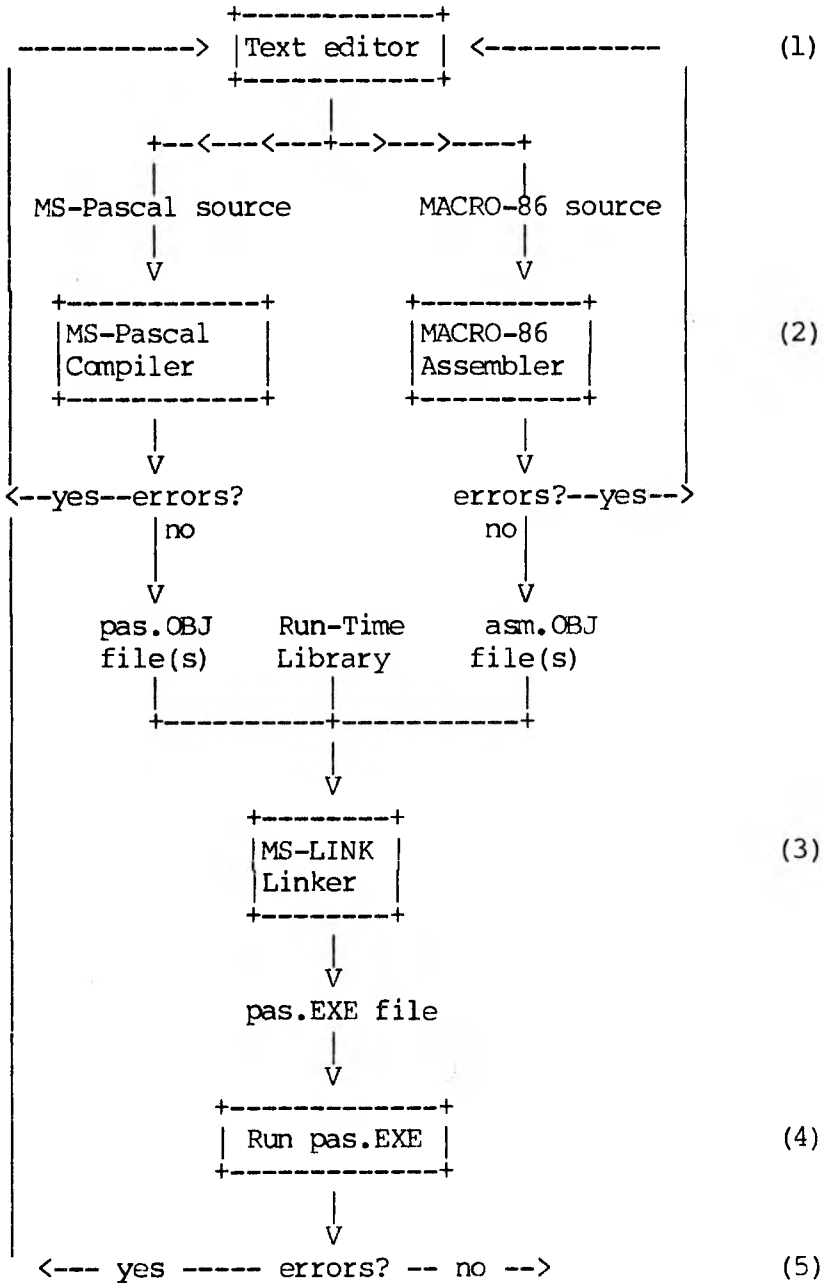 Text editor (1)
MS-Pascal source MACRO-86 source
MS-Pascal MACRO-86 (2)
Compiler Assembler
<--yes--errors? errors?--yes-->
no no
pas.OBJ Run-Time asm.OBJ
file(s) Library file(s)
MS-LINK (3)
Linker
pas.EXE file
Run pas.EXE (4)
<--- yes ----- errors? -- no --> (5)